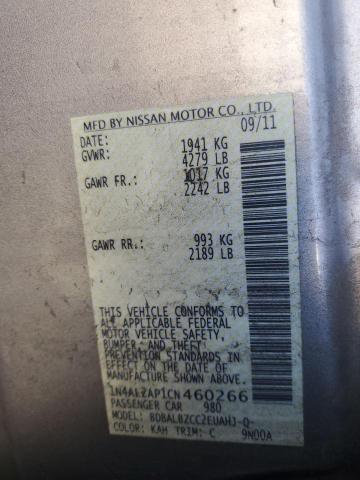 MFD BY NISSAN MOTOR CO., LTD.
DATE: 09/11
GVWR: 1941 KG
4279 LB
GAWR FR.: 1017 KG
2242 LB
GAWR RR.: 993 KG
2189 LB
THIS VEHICLE CONFORMS TO
ALL APPLICABLE FEDERAL
MOTOR VEHICLE SAFETY,
BUMPER, AND THEFT
PREVENTION STANDARDS
IN EFFECT ON THE DATE OF
MANUFACTURE SHOWN ABOVE.
1N4AL2AP1CN460266
PASSENGER CAR 980
MODEL: BDBALBZCC2EUAHJ-Q-
COLOR: KAH TRIM: C 9N00A